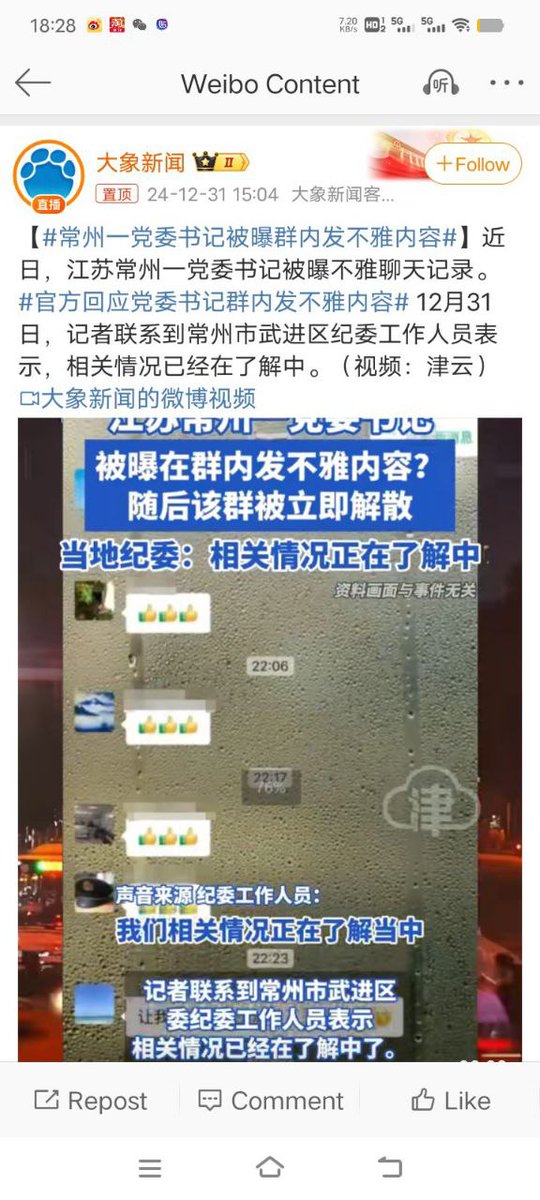 18:28
7.20
KB/s
HD 1 2
5G
5G
Weibo Content
听
大象新闻
II
+Follow
直播
置顶 24-12-31 15:04 大象新闻客...
【#常州一党委书记被曝群内发不雅内容#】近
日，江苏常州一党委书记被曝不雅聊天记录。
#官方回应党委书记群内发不雅内容# 12月31
日，记者联系到常州市武进区纪委工作人员表
示，相关情况已经在了解中。（视频：津云）
大象新闻的微博视频
江苏常州一党委书记
被曝在群内发不雅内容？
随后该群被立即解散
当地纪委：相关情况正在了解中
资料画面与事件无关
22:06
22:17
76%
津
声音来源 纪委工作人员：
我们相关情况正在了解当中
22:23
记者联系到常州市武进区
委纪委工作人员表示
相关情况已经在了解中了。
Repost
Comment
Like